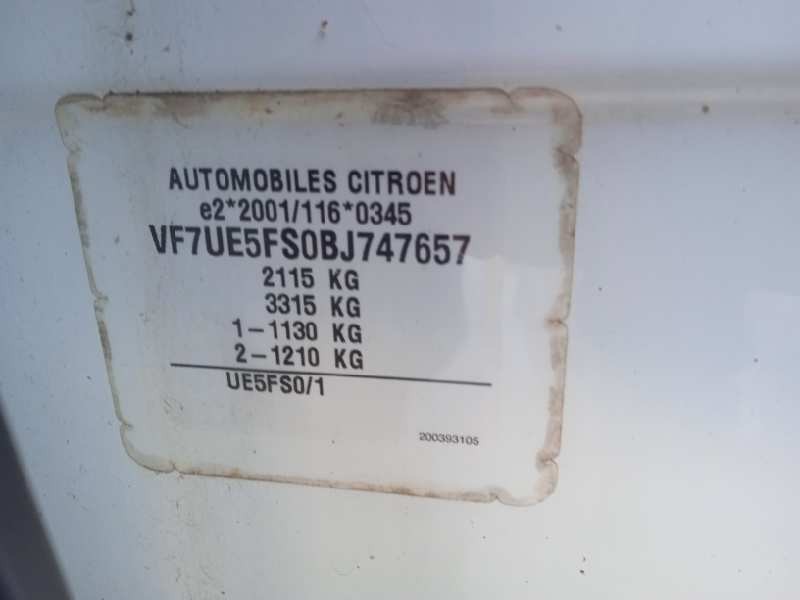 AUTOMOBILES CITROEN
e2*2001/116*0345
VF7UE5FS0BJ747657
2115 KG
3315 KG
1-1130 KG
2-1210 KG
UE5FS0/1
200393105